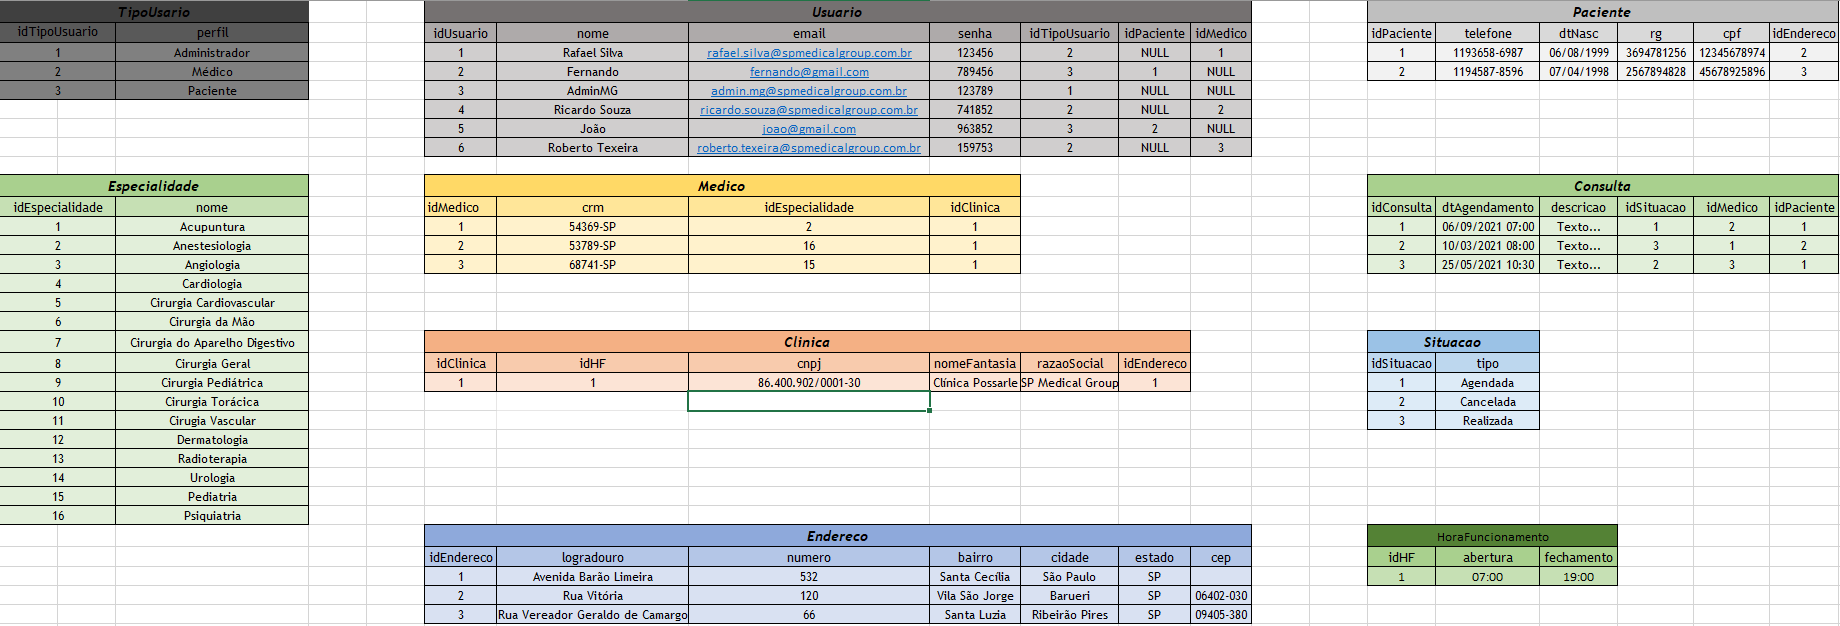 TipoUsario
idTipoUsuario perfil
1 Administrador
2 Médico
3 Paciente
Usuario
idUsuario nome email senha idTipoUsuario idPaciente idMedico
1 Rafael Silva rafael.silva@spmedicalgroup.com.br 123456 2 NULL 1
2 Fernando fernando@gmail.com 789456 3 1 NULL
3 AdminMG admin.mg@spmedicalgroup.com.br 123789 1 NULL NULL
4 Ricardo Souza ricardo.souza@spmedicalgroup.com.br 741852 2 NULL 2
5 João joao@gmail.com 963852 3 2 NULL
6 Roberto Texeira roberto.texeira@spmedicalgroup.com.br 159753 2 NULL 3
Paciente
idPaciente telefone dtNasc rg cpf idEndereco
1 1193658-6987 06/08/1999 3694781256 12345678974 2
2 1194587-8596 07/04/1998 2567894828 45678925896 3
Especialidade
idEspecialidade nome
1 Acupuntura
2 Anestesiologia
3 Angiologia
4 Cardiologia
5 Cirurgia Cardiovascular
6 Cirurgia da Mão
7 Cirurgia do Aparelho Digestivo
8 Cirurgia Geral
9 Cirurgia Pediátrica
10 Cirurgia Torácica
11 Cirugia Vascular
12 Dermatologia
13 Radioterapia
14 Urologia
15 Pediatria
16 Psiquiatria
Medico
idMedico crm idEspecialidade idClinica
1 54369-SP 2 1
2 53789-SP 16 1
3 68741-SP 15 1
Consulta
idConsulta dtAgendamento descricao idSituacao idMedico idPaciente
1 06/09/2021 07:00 Texto... 1 2 1
2 10/03/2021 08:00 Texto... 3 1 2
3 25/05/2021 10:30 Texto... 2 3 1
Clinica
idClinica idHF cnpj nomeFantasia razaoSocial idEndereco
1 1 86.400.902/0001-30 Clínica Possarle SP Medical Group 1
Situacao
idSituacao tipo
1 Agendada
2 Cancelada
3 Realizada
Endereco
idEndereco logradouro numero bairro cidade estado cep
1 Avenida Barão Limeira 532 Santa Cecília São Paulo SP
2 Rua Vitória 120 Vila São Jorge Barueri SP 06402-030
3 Rua Vereador Geraldo de Camargo 66 Santa Luzia Ribeirão Pires SP 09405-380
HoraFuncionamento
idHF abertura fechamento
1 07:00 19:00